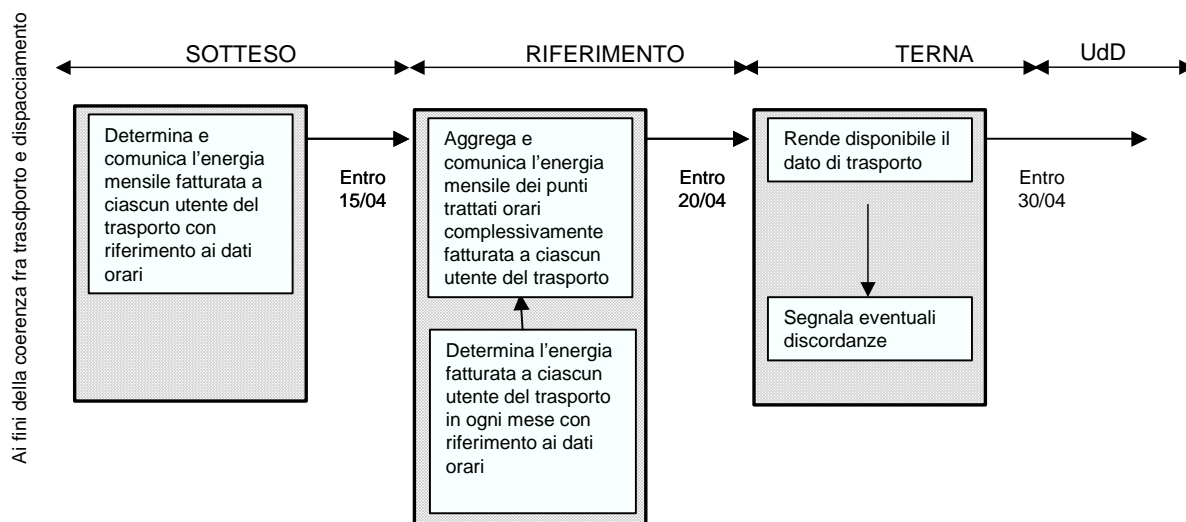 SOTTESO
RIFERIMENTO
TERNA
UdD
Ai fini della coerenza fra trasdporto e dispacciamento
Determina e
comunica l’energia
mensile fatturata a
ciascun utente del
trasporto con
riferimento ai dati
orari
Entro
15/04
Aggrega e
comunica l’energia
mensile dei punti
trattati orari
complessivamente
fatturata a ciascun
utente del trasporto
Determina l’energia
fatturata a ciascun
utente del trasporto
in ogni mese con
riferimento ai dati
orari
Entro
20/04
Rende disponibile il
dato di trasporto
Segnala eventuali
discordanze
Entro
30/04